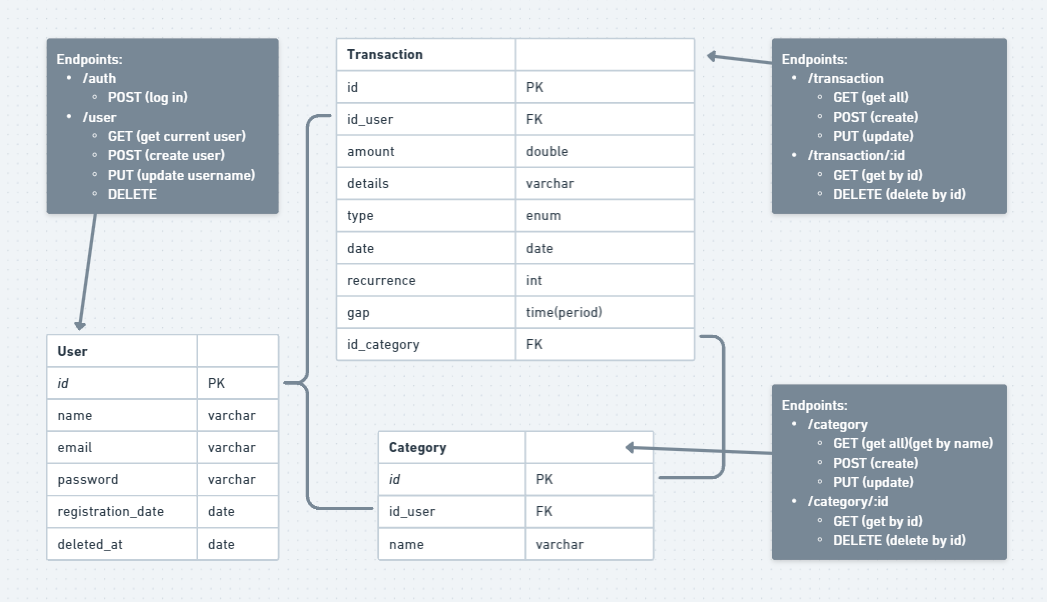 Endpoints:
• /auth
◦ POST (log in)
• /user
◦ GET (get current user)
◦ POST (create user)
◦ PUT (update username)
◦ DELETE
Transaction
id PK
id_user FK
amount double
details varchar
type enum
date date
recurrence int
gap time(period)
id_category FK
Endpoints:
• /transaction
◦ GET (get all)
◦ POST (create)
◦ PUT (update)
• /transaction/:id
◦ GET (get by id)
◦ DELETE (delete by id)
User
id PK
name varchar
email varchar
password varchar
registration_date date
deleted_at date
Category
id PK
id_user FK
name varchar
Endpoints:
• /category
◦ GET (get all)(get by name)
◦ POST (create)
◦ PUT (update)
• /category/:id
◦ GET (get by id)
◦ DELETE (delete by id)